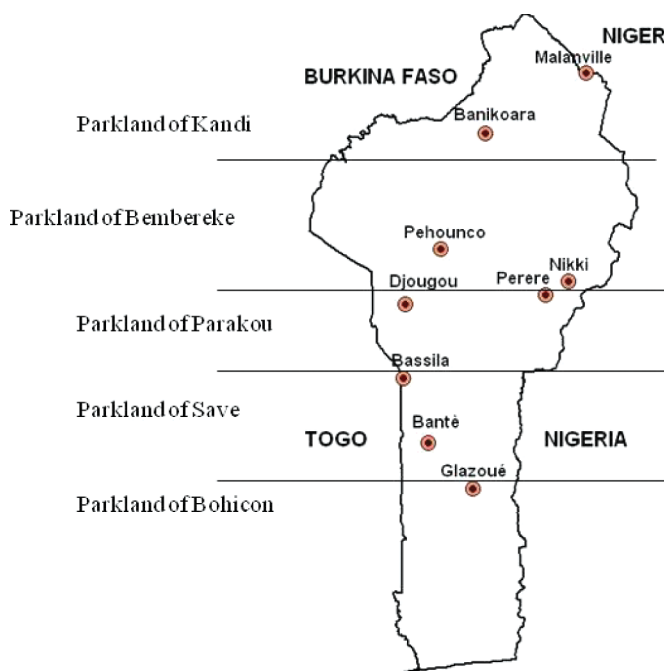 NIGER
Malanville
BURKINA FASO
Banikoara
Parkland of Kandi
Parkland of Bembereke
Pehounco
Nikki
Djougou
Perere
Parkland of Parakou
Bassila
Parkland of Save
Bantè
TOGO
NIGERIA
Glazoué
Parkland of Bohicon